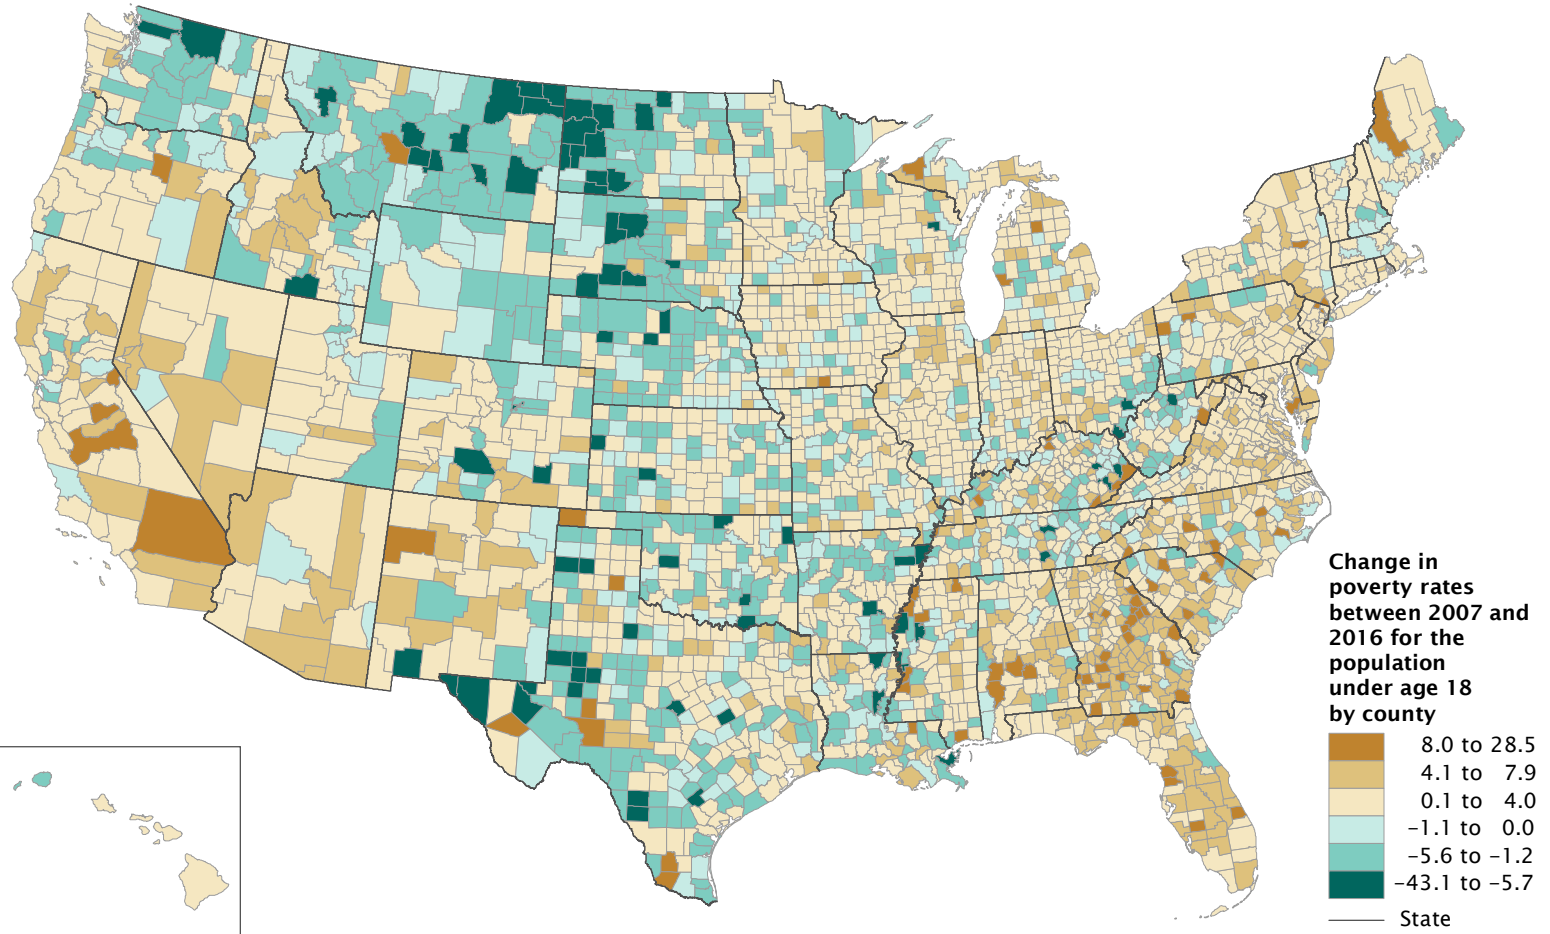 Change in
poverty rates
between 2007 and
2016 for the
population
under age 18
by county
8.0 to 28.5
4.1 to 7.9
0.1 to 4.0
−1.1 to 0.0
−5.6 to −1.2
−43.1 to −5.7
State